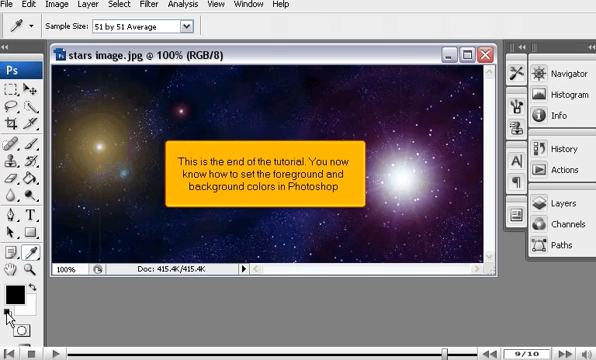 File Edit Image Layer Select Filter Analysis View Window Help
Sample Size: 51 by 51 Average
stars image.jpg @ 100% (RGB/8)
Ps
Navigator
Histogram
Info
History
Actions
Layers
Channels
Paths
This is the end of the tutorial. You now
know how to set the foreground and
background colors in Photoshop
100% Doc: 415.4K/415.4K
9/10